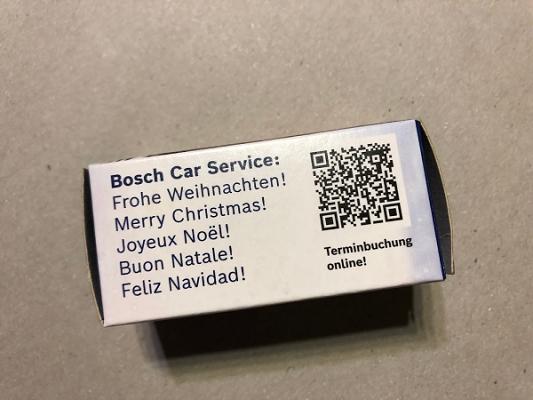 Bosch Car Service:
Frohe Weihnachten!
Merry Christmas!
Joyeux Noël!
Buon Natale!
Feliz Navidad!
Terminbuchung
online!